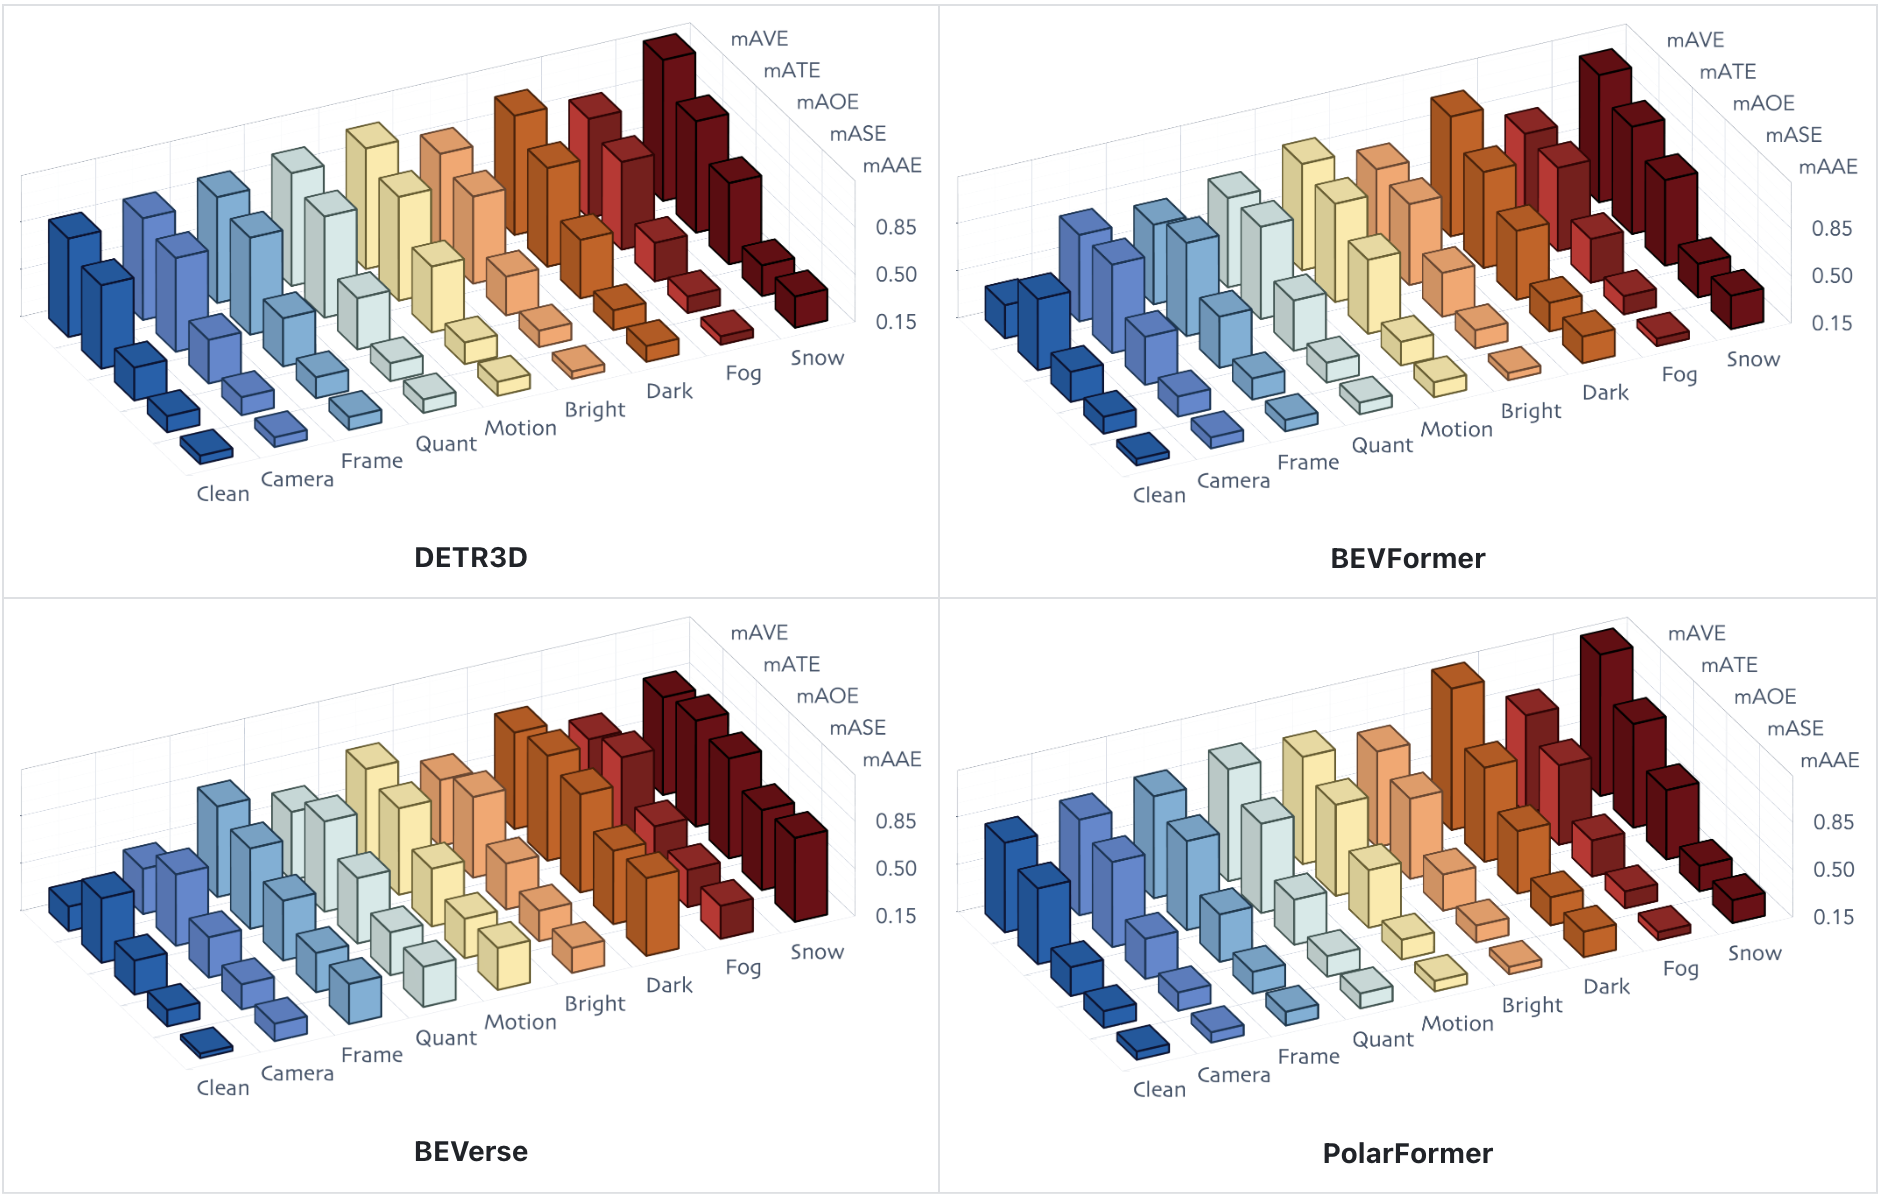 mAVE
mATE
mAOE
mASE
mAAE
0.85
0.50
0.15
Snow
Fog
Dark
Bright
Motion
Quant
Frame
Camera
Clean
DETR3D
mAVE
mATE
mAOE
mASE
mAAE
0.85
0.50
0.15
Snow
Fog
Dark
Bright
Motion
Quant
Frame
Camera
Clean
BEVFormer
mAVE
mATE
mAOE
mASE
mAAE
0.85
0.50
0.15
Snow
Fog
Dark
Bright
Motion
Quant
Frame
Camera
Clean
BEVerse
mAVE
mATE
mAOE
mASE
mAAE
0.85
0.50
0.15
Snow
Fog
Dark
Bright
Motion
Quant
Frame
Camera
Clean
PolarFormer